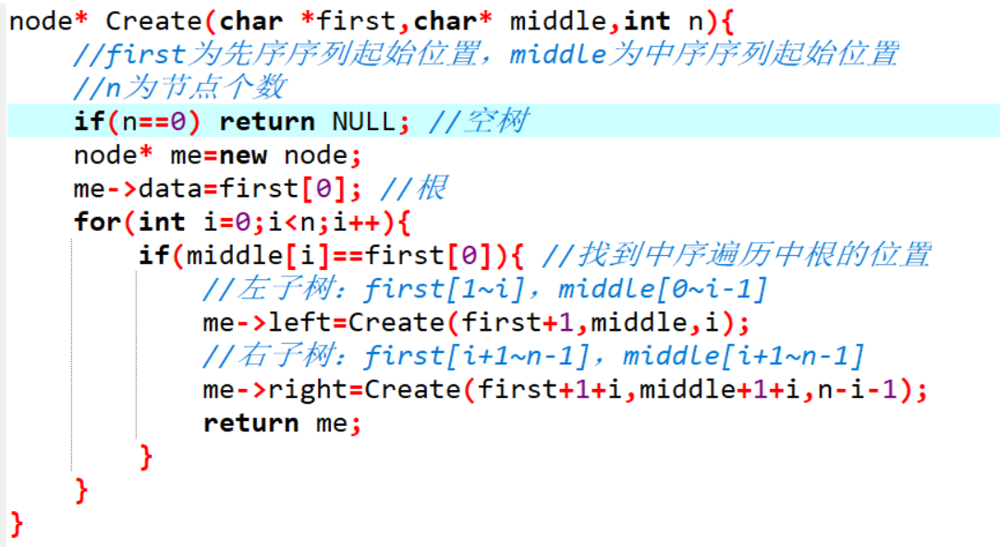 node* Create(char *first,char* middle,int n){
    //first为先序序列起始位置，middle为中序序列起始位置
    //n为节点个数
    if(n==0) return NULL; //空树
    node* me=new node;
    me->data=first[0]; //根
    for(int i=0;i<n;i++){
        if(middle[i]==first[0]){ //找到中序遍历中根的位置
            //左子树：first[1~i]，middle[0~i-1]
            me->left=Create(first+1,middle,i);
            //右子树：first[i+1~n-1]，middle[i+1~n-1]
            me->right=Create(first+1+i,middle+1+i,n-i-1);
            return me;
        }
    }
}